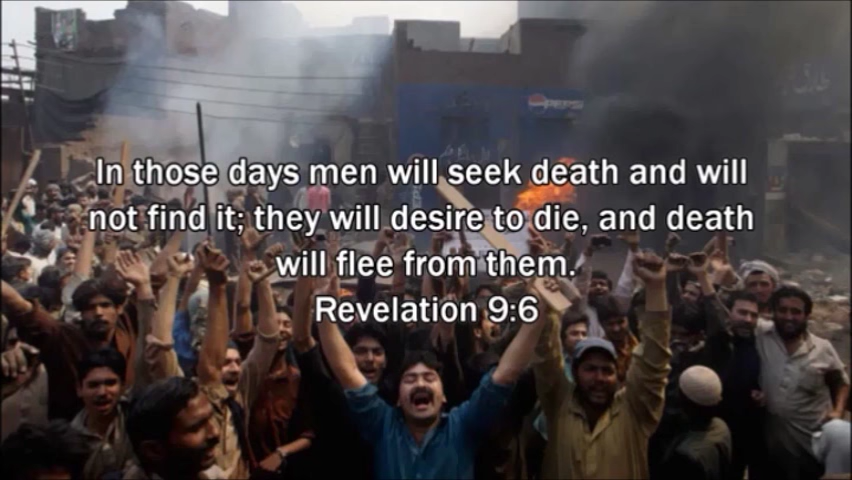 PEPSI
In those days men will seek death and will
not find it; they will desire to die, and death
will flee from them.
Revelation 9:6